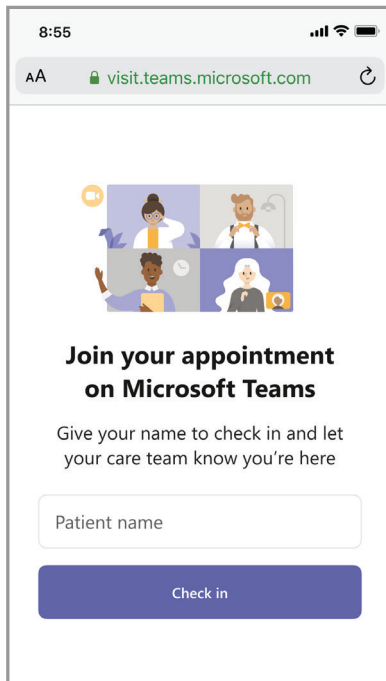 8:55
AA visit.teams.microsoft.com
Join your appointment
on Microsoft Teams
Give your name to check in and let
your care team know you're here
Patient name
Check in